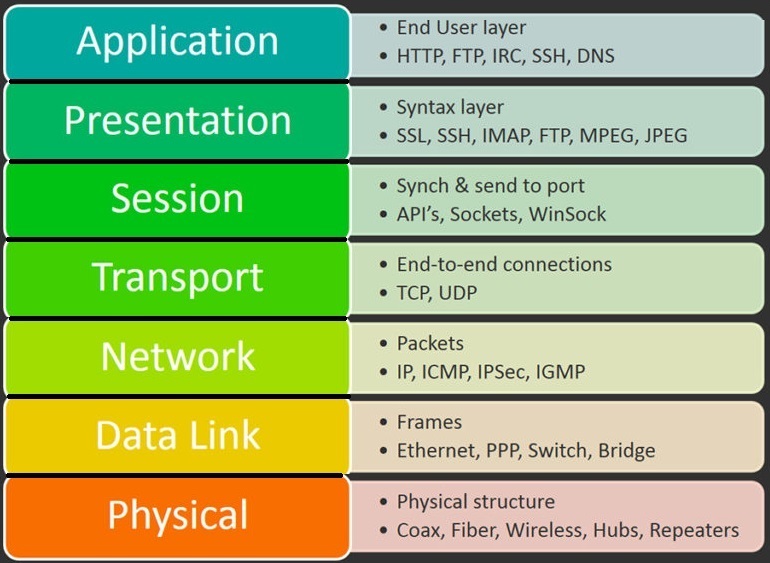 Application
• End User layer
• HTTP, FTP, IRC, SSH, DNS
Presentation
• Syntax layer
• SSL, SSH, IMAP, FTP, MPEG, JPEG
Session
• Synch & send to port
• API's, Sockets, WinSock
Transport
• End-to-end connections
• TCP, UDP
Network
• Packets
• IP, ICMP, IPSec, IGMP
Data Link
• Frames
• Ethernet, PPP, Switch, Bridge
Physical
• Physical structure
• Coax, Fiber, Wireless, Hubs, Repeaters